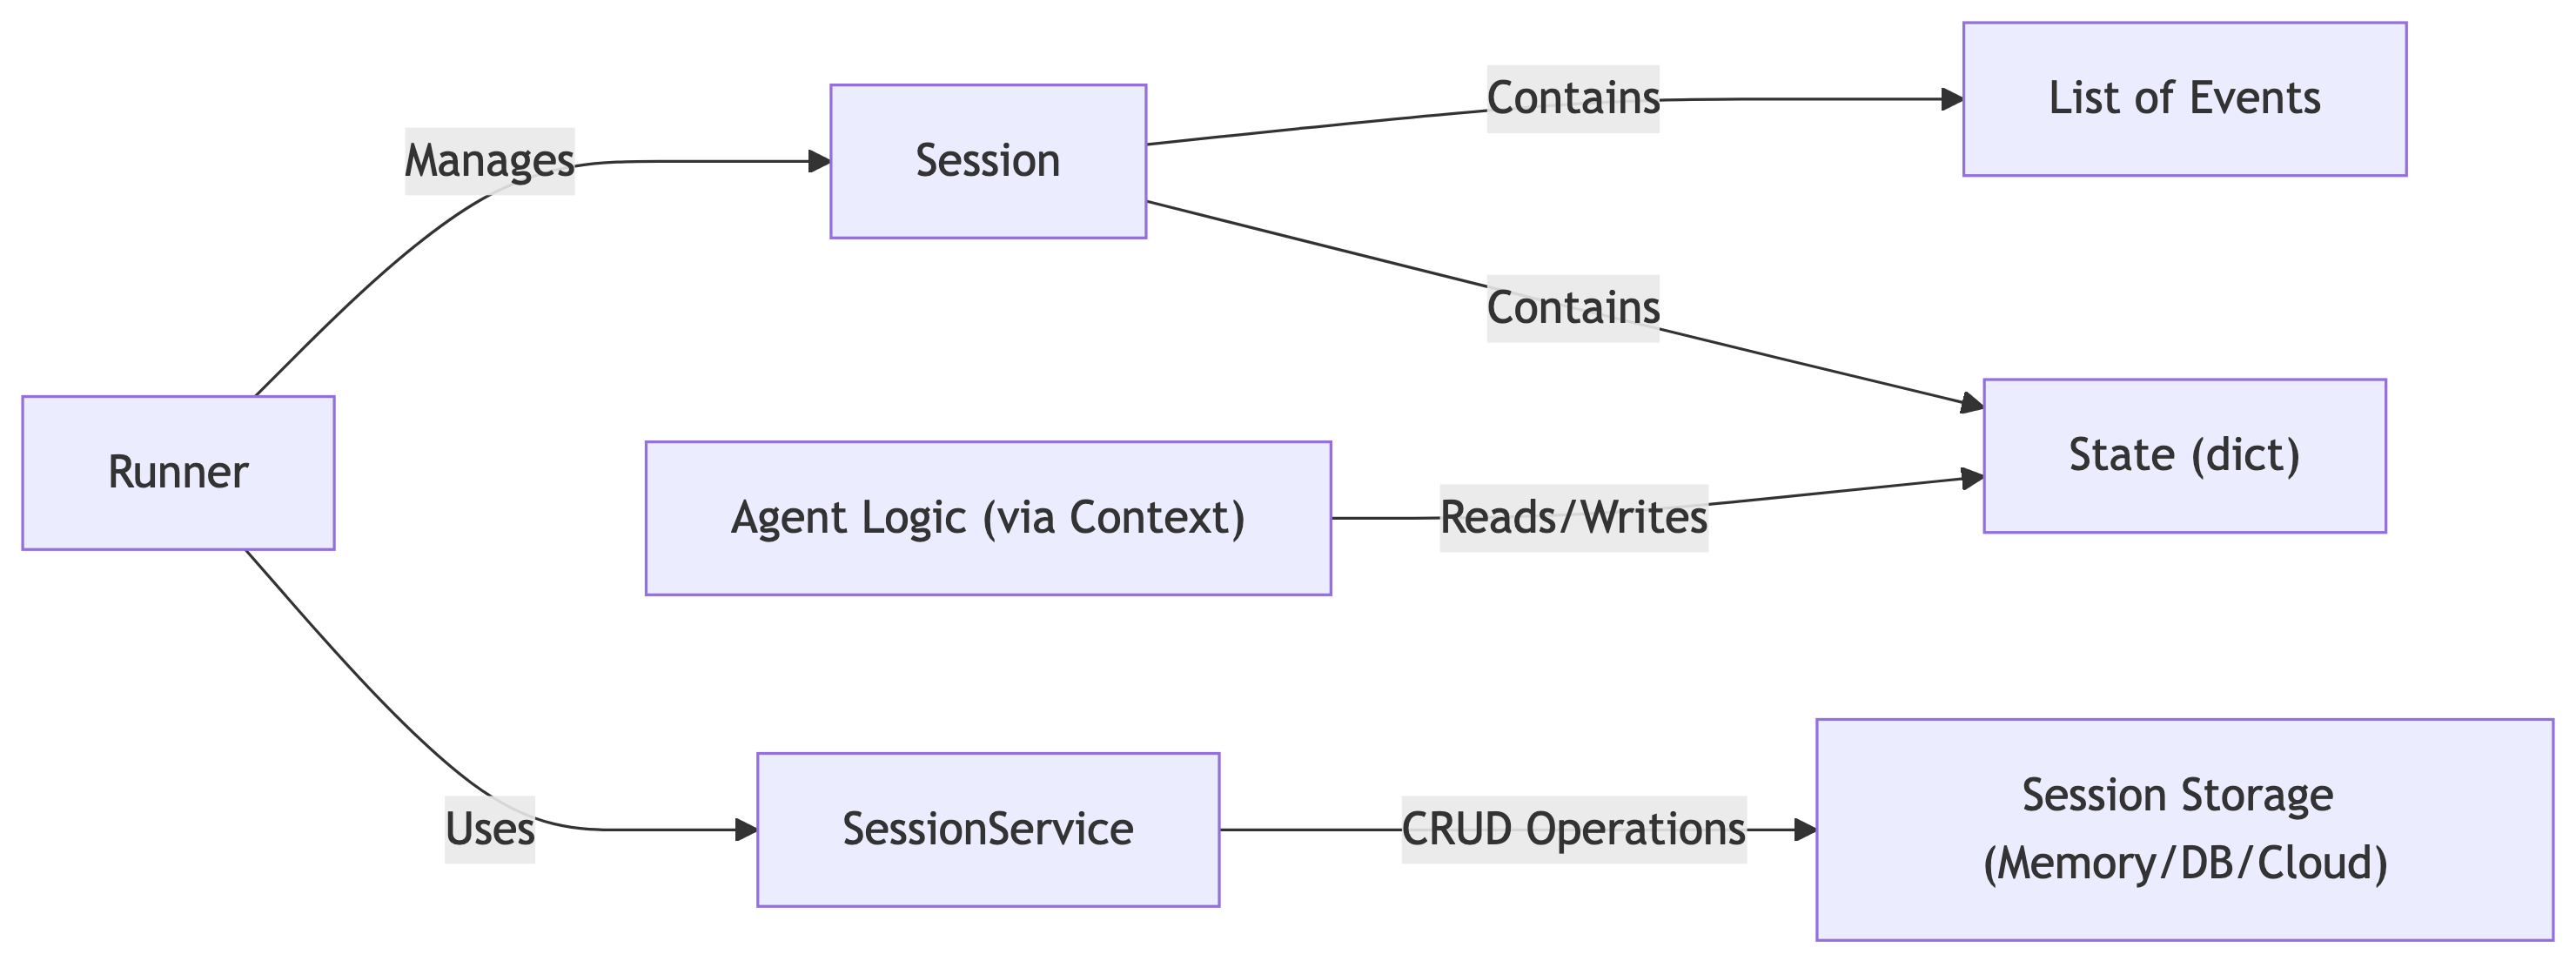 Runner
Manages
Session
Contains
List of Events
Contains
State (dict)
Agent Logic (via Context)
Reads/Writes
Uses
SessionService
CRUD Operations
Session Storage
(Memory/DB/Cloud)